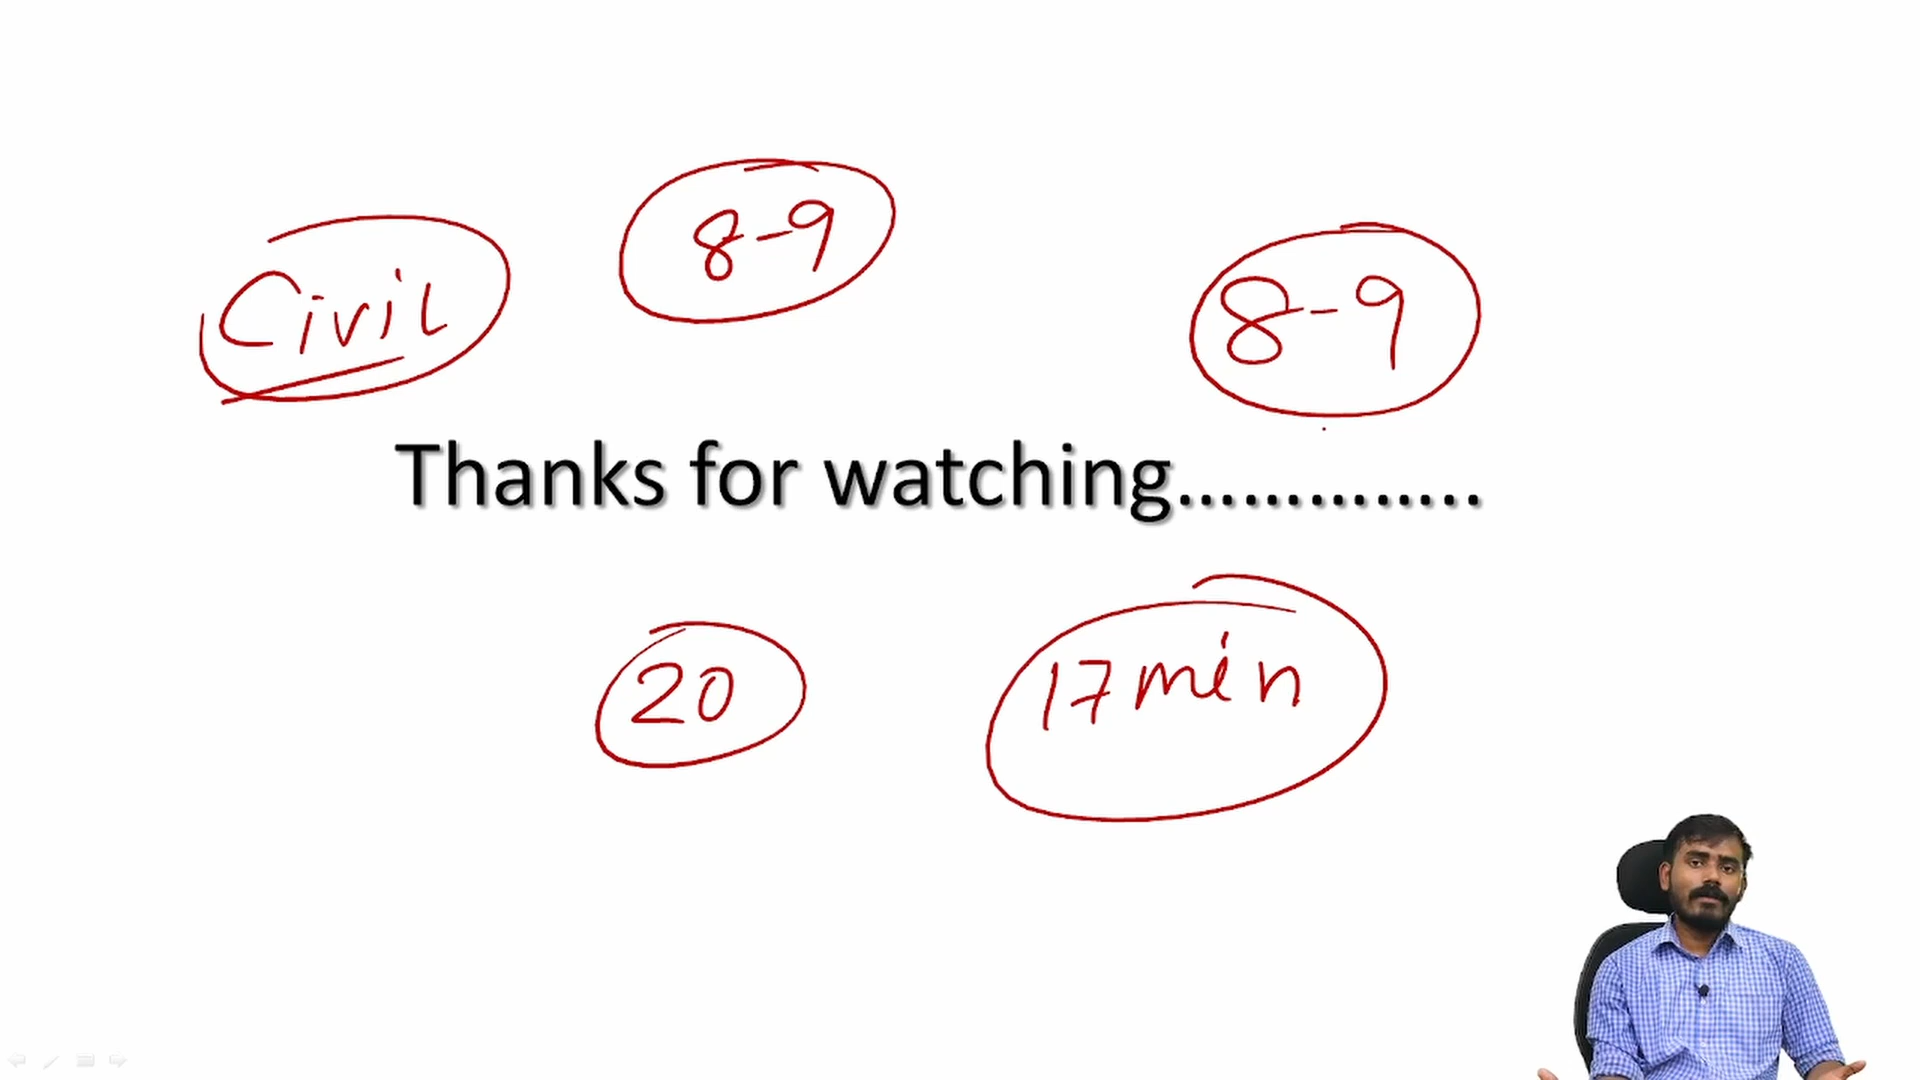 8-9
Civil
8-9
Thanks for watching..............
20
17min